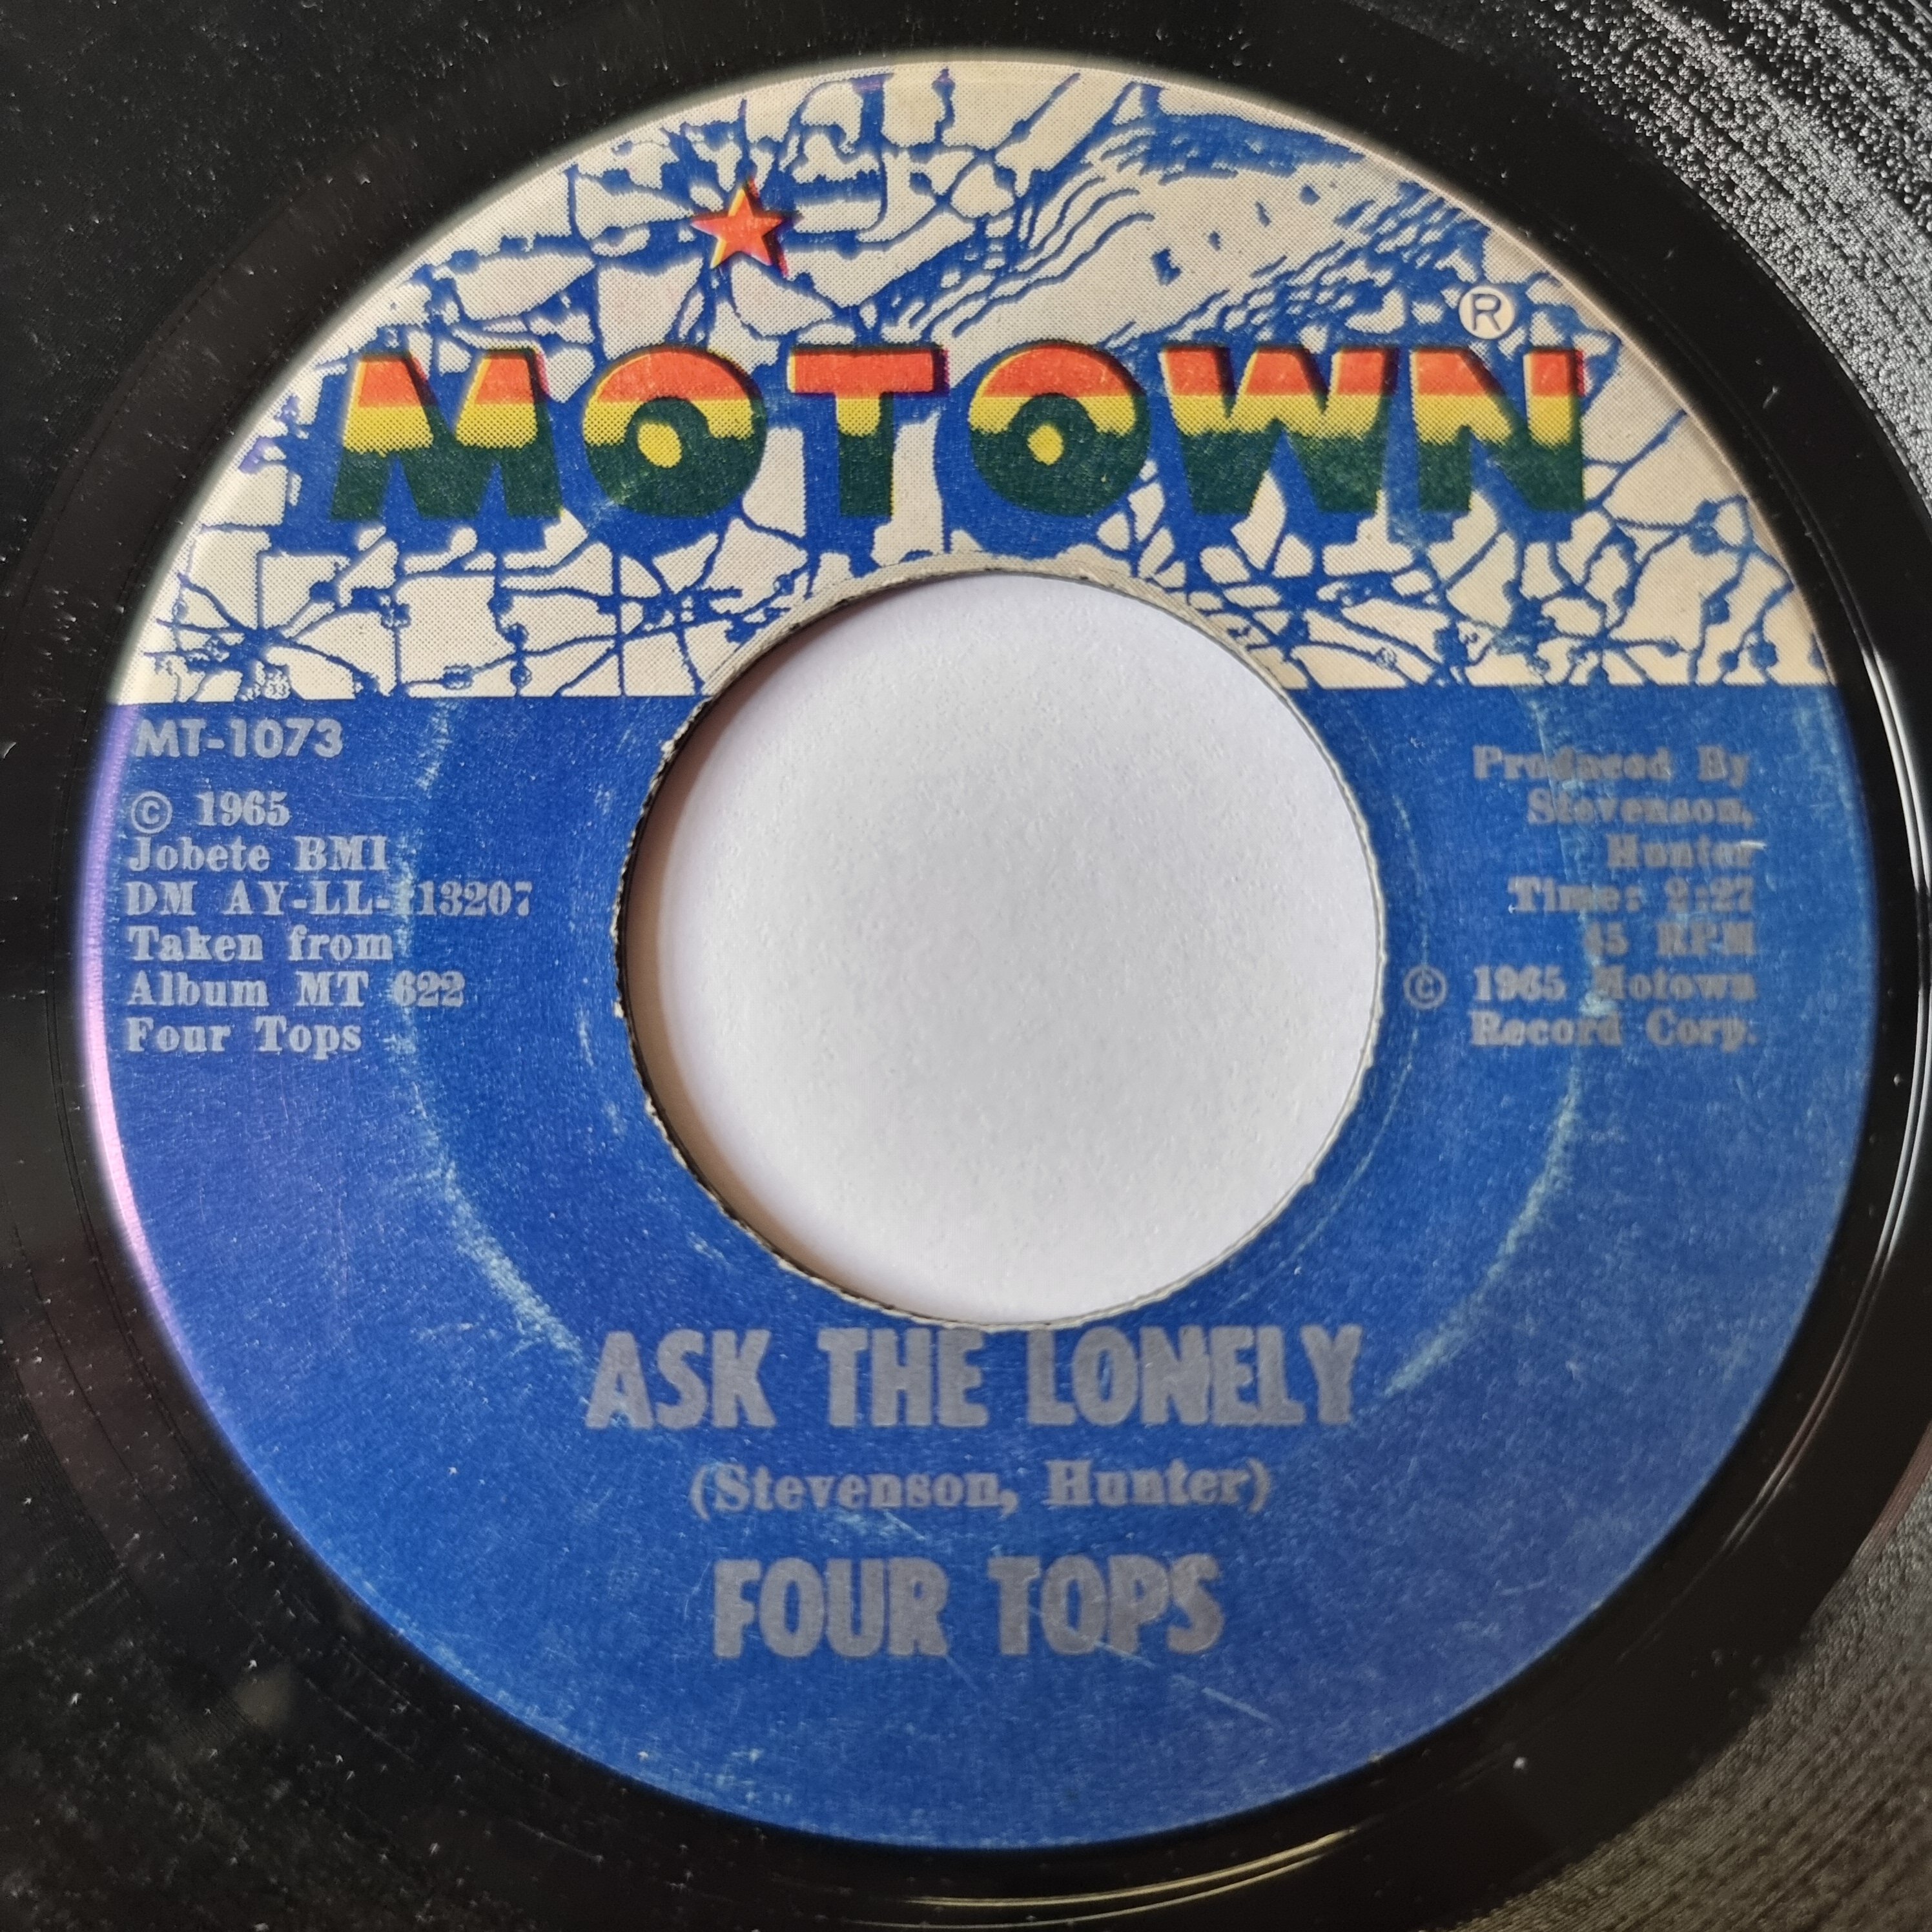 MOTOWN
®
MT-1073
© 1965
Jobete BMI
DM AY-LL-113207
Taken from
Album MT 622
Four Tops
Produced By
Stevenson,
Hunter
Time: 2:27
45 RPM
© 1965 Motown
Record Corp.
ASK THE LONELY
(Stevenson, Hunter)
FOUR TOPS